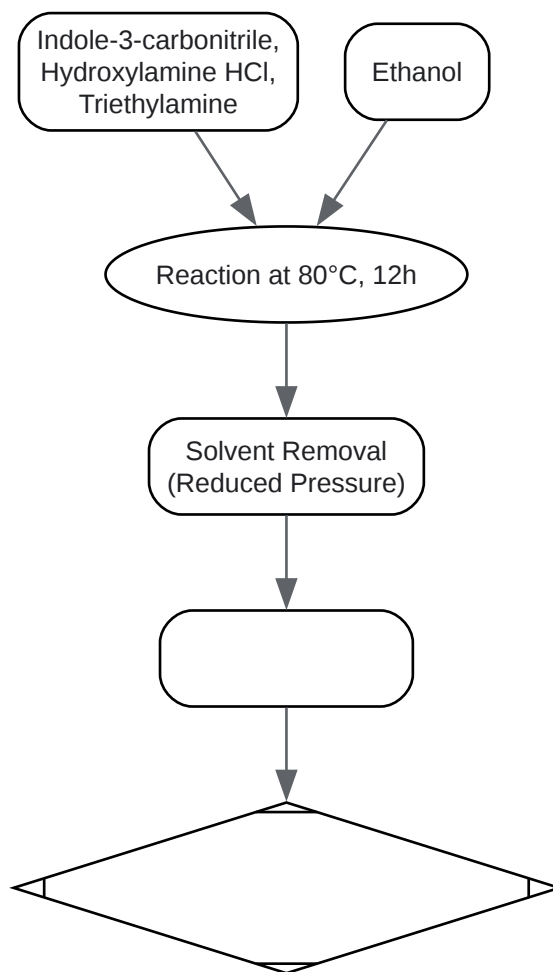 Indole-3-carbonitrile,
Hydroxylamine HCl,
Triethylamine
Ethanol
Reaction at 80°C, 12h
Solvent Removal
(Reduced Pressure)